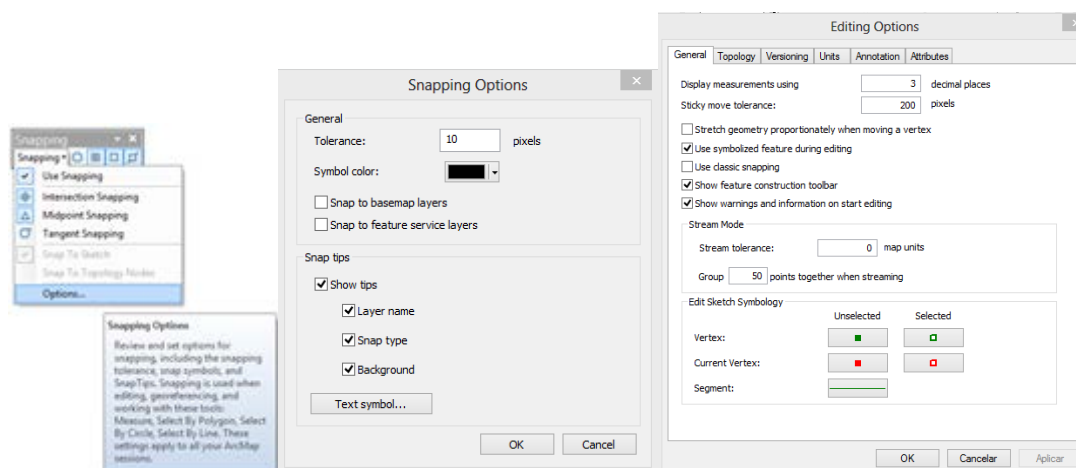 Snapping
Snapping
Use Snapping
Intersection Snapping
Midpoint Snapping
Tangent Snapping
Snap To Sketch
Snap To Topology Nodes
Options...
Snapping Options
Review and set options for
snapping, including the snapping
tolerance, snap symbols, and
SnapTips. Snapping is used when
editing, georeferencing, and
working with these tools:
Measure, Select By Polygon, Select
By Circle, Select By Line. These
settings apply to all your ArcMap
sessions.
Snapping Options
General
Tolerance: 10 pixels
Symbol color:
Snap to basemap layers
Snap to feature service layers
Snap tips
Show tips
Layer name
Snap type
Background
Text symbol...
OK Cancel
Editing Options
General Topology Versioning Units Annotation Attributes
Display measurements using 3 decimal places
Sticky move tolerance: 200 pixels
Stretch geometry proportionately when moving a vertex
Use symbolized feature during editing
Use classic snapping
Show feature construction toolbar
Show warnings and information on start editing
Stream Mode
Stream tolerance: 0 map units
Group 50 points together when streaming
Edit Sketch Symbology
Unselected Selected
Vertex:
Current Vertex:
Segment:
OK Cancelar Aplicar